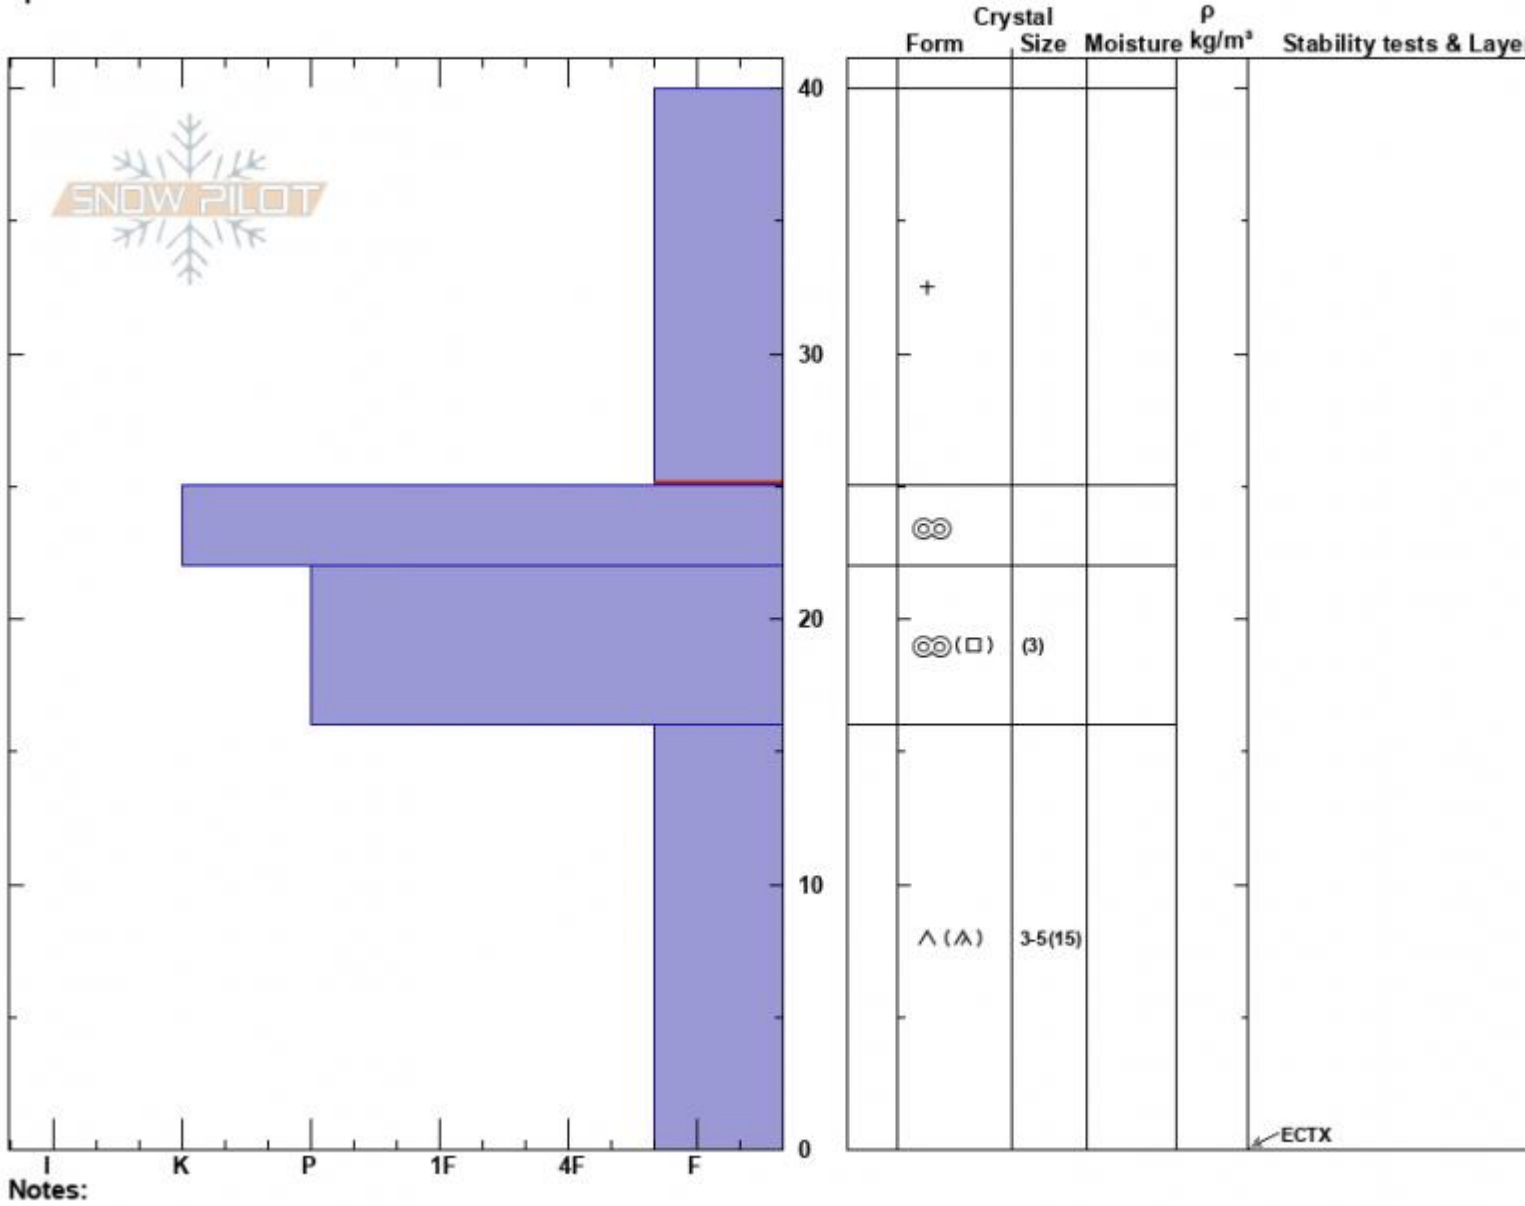 Crystal
ρ
Form Size Moisture kg/m³ Stability tests & Laye
40
SNOW PILOT
+
30
20
(□) (3)
10
∧ (⩚) 3-5(15)
0
ECTX
I K P 1F 4F F
Notes: